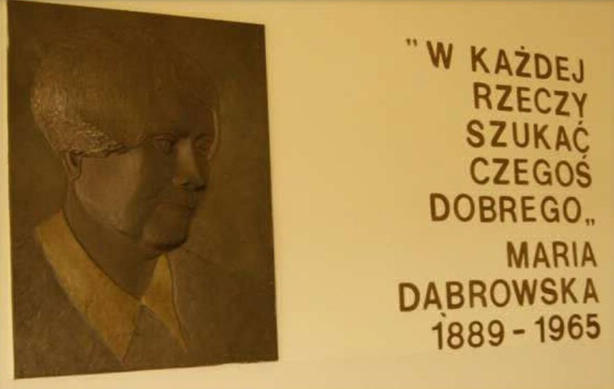 "W KAŻDEJ
RZECZY
SZUKAĆ
CZEGOŚ
DOBREGO„
MARIA
DĄBROWSKA
1889-1965